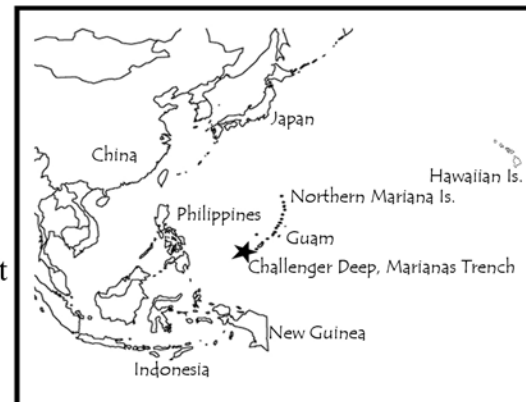 Japan
China
Hawaiian Is.
Northern Mariana Is.
Philippines
Guam
Challenger Deep, Marianas Trench
t
New Guinea
Indonesia